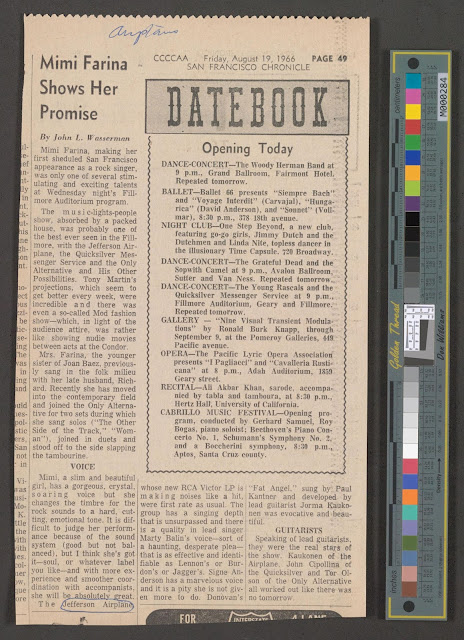 Airplane
CCCCAA Friday, August 19, 1966 PAGE 49
SAN FRANCISCO CHRONICLE
Mimi Farina
Shows Her
Promise
By John L. Wasserman
Mimi Farina, making her
first sheduled San Francisco
appearance as a rock singer,
was only one of several stim-
ulating and exciting talents
at Wednesday night's Fill-
more Auditorium program.
The music-lights-people
show, absorbed by a packed
house, was probably one of
the best ever seen in the Fill-
more, with the Jefferson Air-
plane, the Quicksilver Mes-
senger Service and the Only
Alternative and His Other
Possibilities. Tony Martin's
projections, which seem to
get better every week, were
incredible and there was
even a so-called Mod fashion
show—which, in light of the
audience attire, was rather
like showing nudie movies
between acts at the Condor.
Mrs. Farina, the younger
sister of Joan Baez, previous-
ly sang in the folk milieu
with her late husband, Rich-
ard. Recently she has moved
into the contemporary field
and joined the Only Alterna-
tive for two sets during which
she sang solos ("The Other
Side of the Track," "Wom-
an"), joined in duets and
stood off to the side slapping
the tambourine.
VOICE
Mimi, a slim and beautiful
girl, has a gorgeous, crystal,
soaring voice but she
changes the timbre for the
rock sounds to a hard, cut-
ting, emotional tone. It is dif-
ficult to judge her perform-
ance because of the sound
system (good but not bal-
anced), but I think she's got
it—soul, or whatever label
you like—and with more ex-
perience and smoother coor-
dination with accompanists,
she will be absolutely great.
The Jefferson Airplane,
DATEBOOK
Opening Today
DANCE-CONCERT—The Woody Herman Band at
9 p.m., Grand Ballroom, Fairmont Hotel.
Repeated tomorrow.
BALLET—Ballet 66 presents "Siempre Bach"
and "Voyage Interdit" (Carvajal), "Hunga-
rica" (David Anderson), and "Sonnet" (Voll-
mar), 8:30 p.m., 378 18th avenue.
NIGHT CLUB—One Step Beyond, a new club,
featuring go-go girls, Jimmy Dutch and the
Dutchmen and Linda Nite, topless dancer in
the illusionary Time Capsule. 720 Broadway.
DANCE-CONCERT—The Grateful Dead and the
Sopwith Camel at 9 p.m., Avalon Ballroom,
Sutter and Van Ness. Repeated tomorrow.
DANCE-CONCERT—The Young Rascals and the
Quicksilver Messenger Service at 9 p.m.,
Fillmore Auditorium, Geary and Fillmore.
Repeated tomorrow.
GALLERY — "Nine Visual Transient Modula-
tions" by Ronald Burk Knapp, through
September 9, at the Pomeroy Galleries, 449
Pacific avenue.
OPERA—The Pacific Lyric Opera Association
presents "I Pagliacci" and "Cavalleria Rusti-
cana" at 8 p.m., Adah Auditorium, 1859
Geary street.
RECITAL—Ali Akbar Khan, sarode, accompa-
nied by tabla and tamboura, at 8:30 p.m.,
Hertz Hall, University of California.
CABRILLO MUSIC FESTIVAL—Opening pro-
gram, conducted by Gerhard Samuel, Roy
Bogas, piano soloist; Beethoven's Piano Con-
certo No. 1, Schumann's Symphony No. 2,
and a Boccherini symphony, 8:30 p.m.,
Aptos, Santa Cruz county.
whose new RCA Victor LP is
making noises like a hit,
were first rate as usual. The
group has a singing depth
that is unsurpassed and there
is a quality in lead singer
Marty Balin's voice—sort of
a haunting, desperate pine—
that is as effective and identi-
fiable as Lennon's or Bur-
don's or Jagger's. Signe An-
derson has a marvelous voice
and it is a pity she is not giv-
en more to do. Donovan's
"Fat Angel," sung by Paul
Kantner and developed by
lead guitarist Jorma Kauko-
nen was evocative and beau-
tiful.
GUITARISTS
Speaking of lead guitarists,
they were the real stars of
the show. Kaukonen of the
Airplane, John Cipollina of
the Quicksilver and Tur Ol-
son of the Only Alternative
all worked out like there was
no tomorrow.
FOR
INTERSTATE
centimeters
M000284
Golden Thread
Don Williams
inches